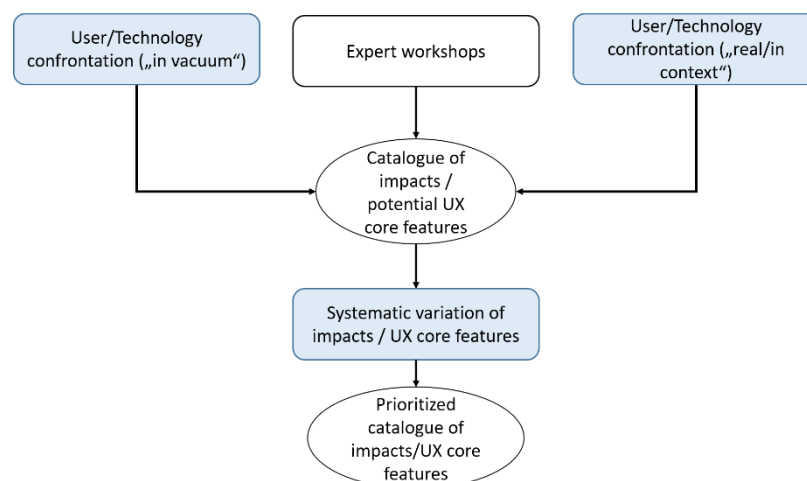 User/Technology
confrontation („in vacuum“)
Expert workshops
User/Technology
confrontation („real/in
context“)
Catalogue of
impacts /
potential UX
core features
Systematic variation of
impacts / UX core features
Prioritized
catalogue of
impacts/UX core
features